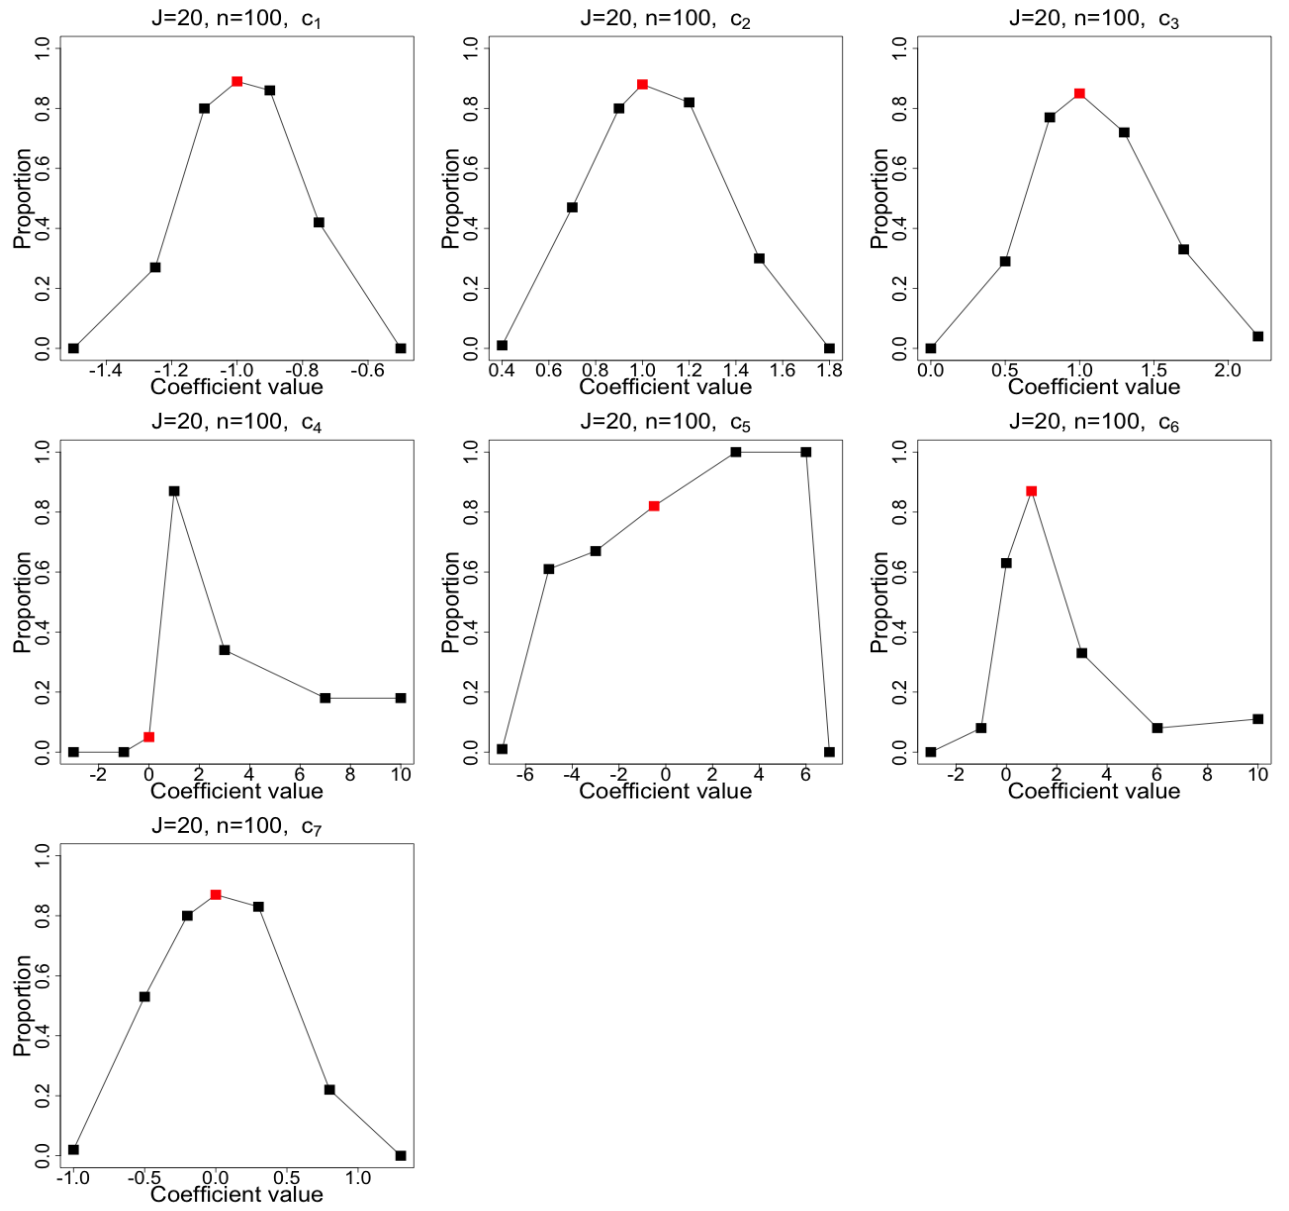 J=20, n=100, c1
J=20, n=100, c2
J=20, n=100, c3
Proportion
0.0 0.2 0.4 0.6 0.8 1.0
-1.4 -1.2 -1.0 -0.8 -0.6
Coefficient value
Proportion
0.0 0.2 0.4 0.6 0.8 1.0
0.4 0.6 0.8 1.0 1.2 1.4 1.6 1.8
Coefficient value
Proportion
0.0 0.2 0.4 0.6 0.8 1.0
0.0 0.5 1.0 1.5 2.0
Coefficient value
J=20, n=100, c4
J=20, n=100, c5
J=20, n=100, c6
Proportion
0.0 0.2 0.4 0.6 0.8 1.0
-2 0 2 4 6 8 10
Coefficient value
Proportion
0.0 0.2 0.4 0.6 0.8 1.0
-6 -4 -2 0 2 4 6
Coefficient value
Proportion
0.0 0.2 0.4 0.6 0.8 1.0
-2 0 2 4 6 8 10
Coefficient value
J=20, n=100, c7
Proportion
0.0 0.2 0.4 0.6 0.8 1.0
-1.0 -0.5 0.0 0.5 1.0
Coefficient value